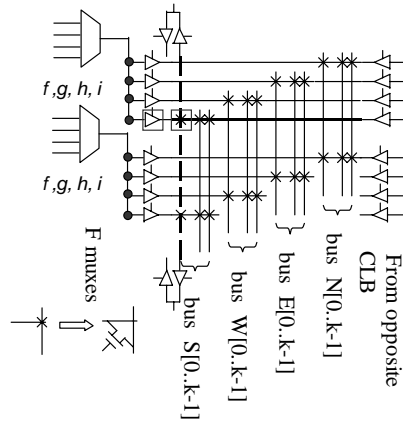 f,g, h, i
f,g, h, i
F muxes
bus S[0..k-1]
bus W[0..k-1]
bus E[0..k-1]
bus N[0..k-1]
From opposite
CLB